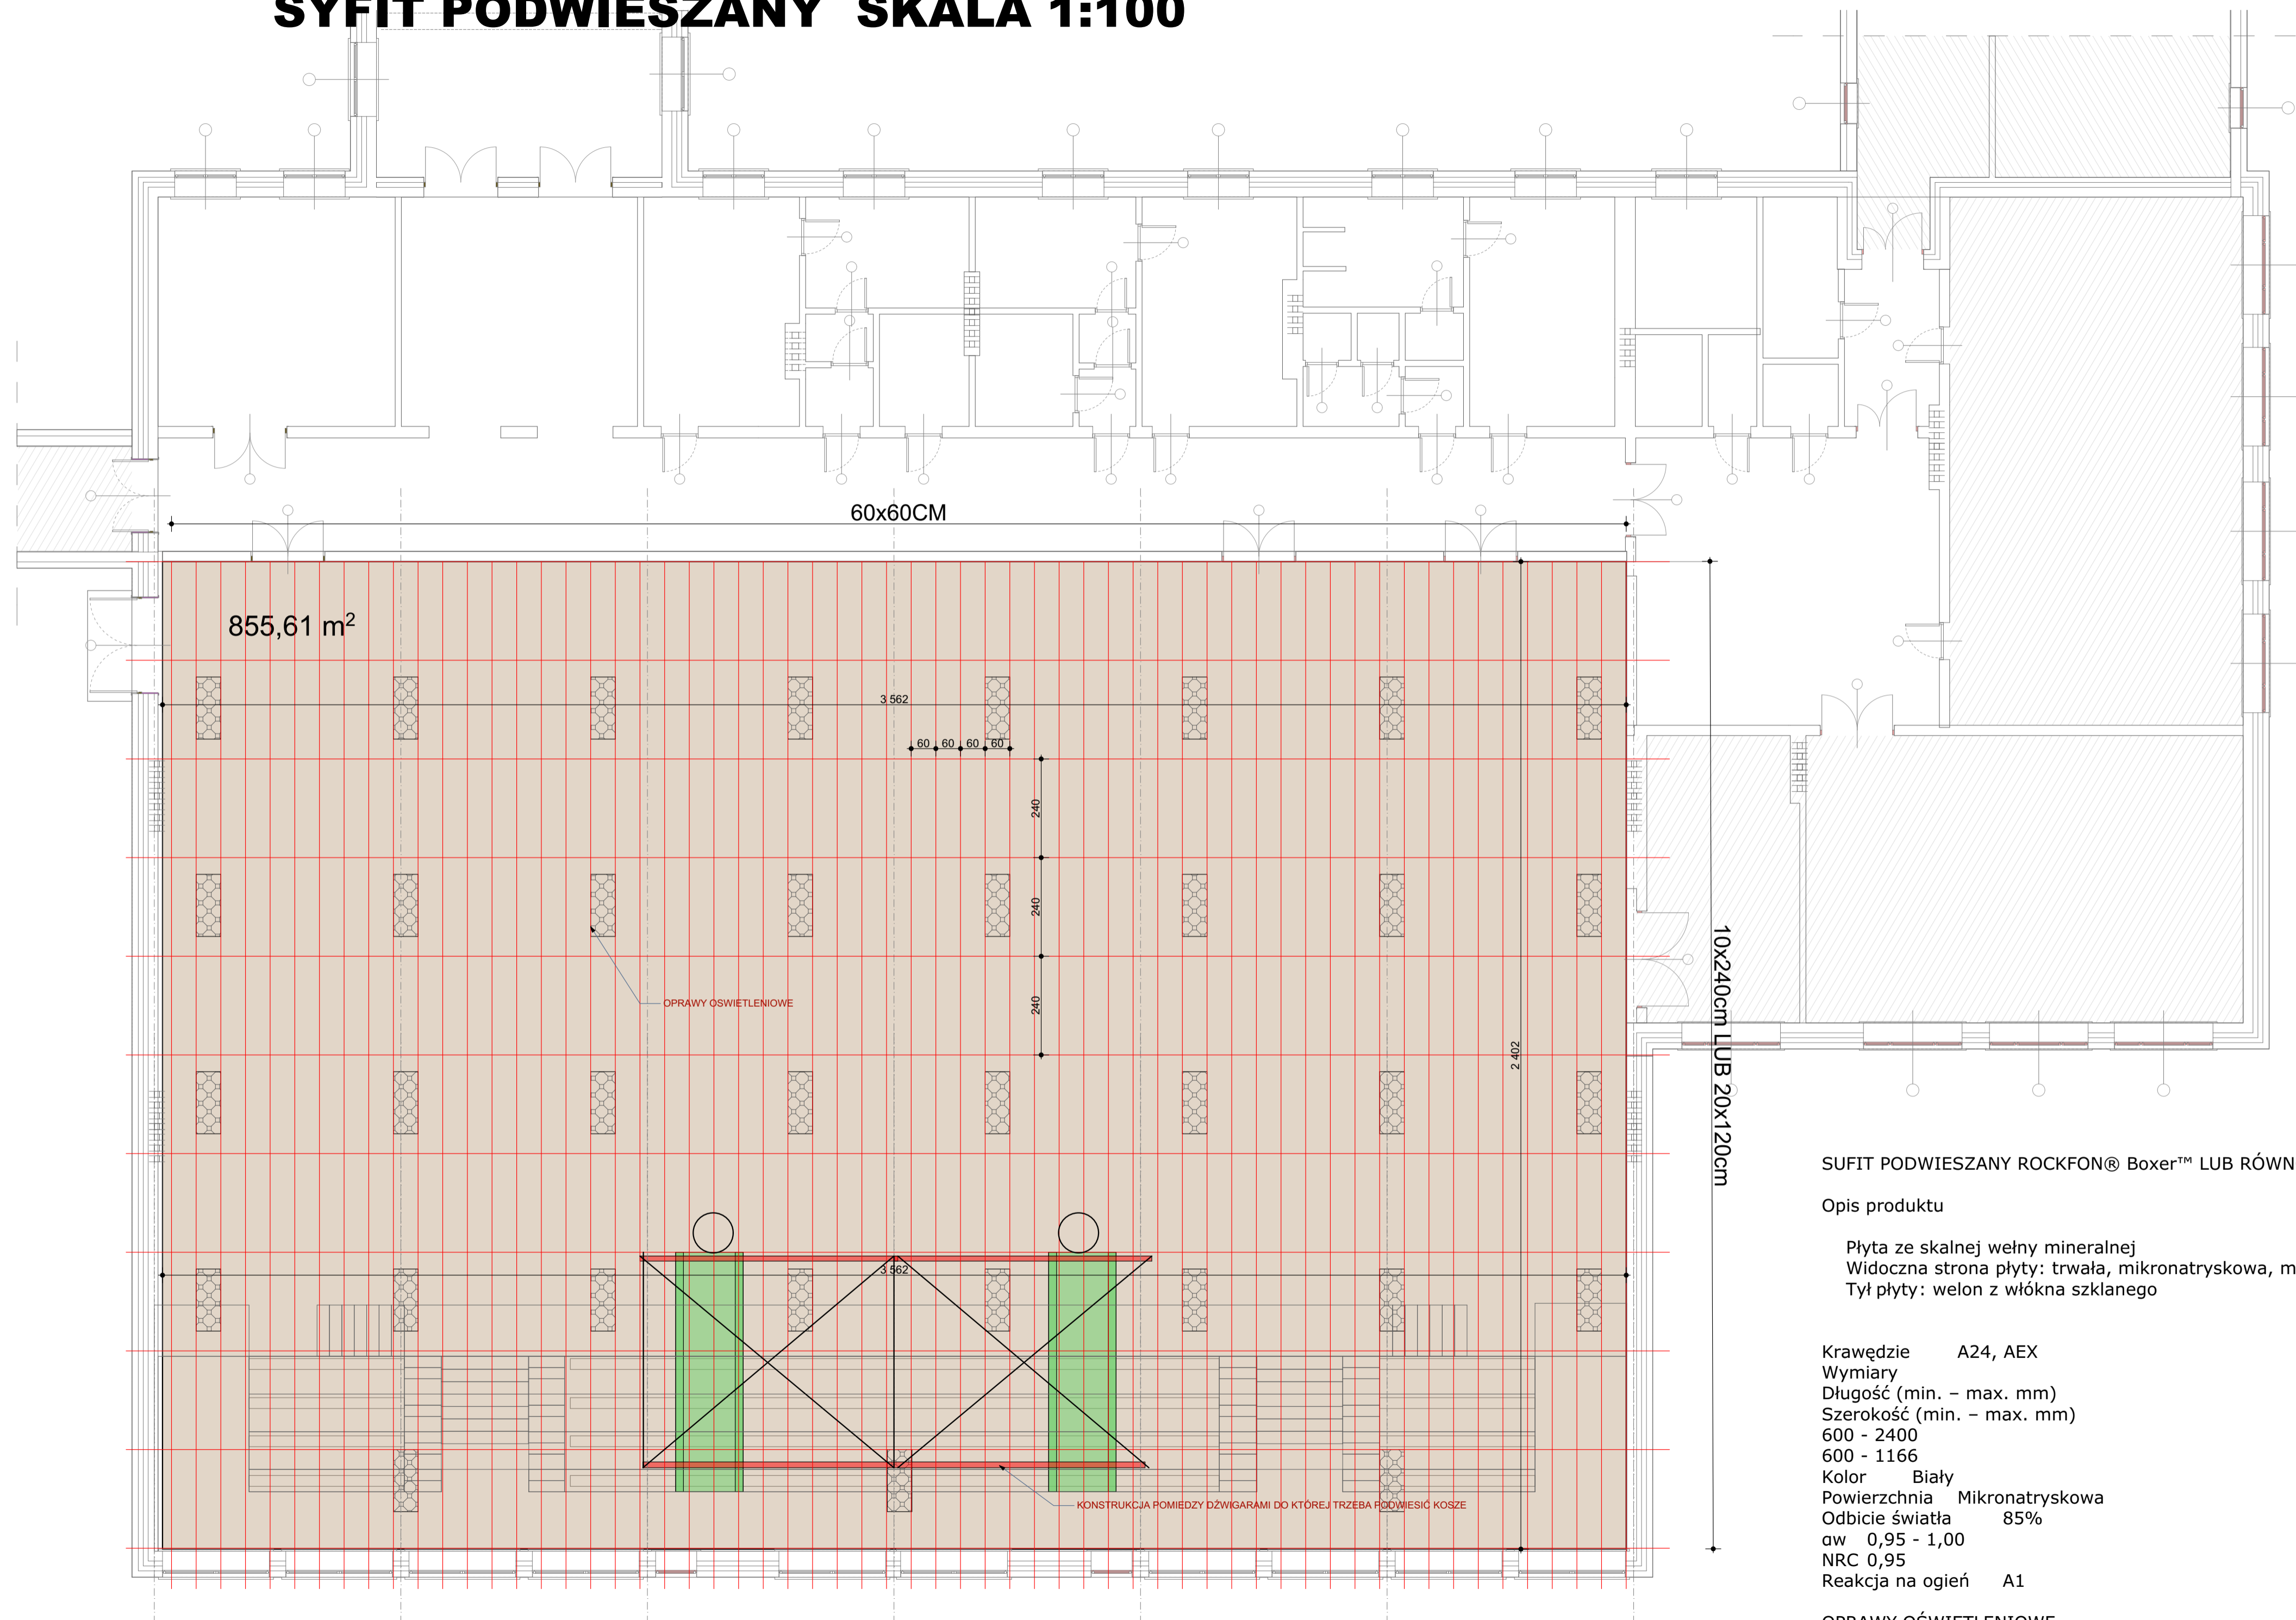 SYFIT PODWIESZANY SKALA 1:100
60x60CM
855,61 m²
3 562
60 60 60 60
240
240
240
OPRAWY OSWIETLENIOWE
2 402
10x240cm LUB 20x120cm
3 562
KONSTRUKCJA POMIEDZY DŹWIGARAMI DO KTÓREJ TRZEBA PODWIESIĆ KOSZE
SUFIT PODWIESZANY ROCKFON® Boxer™ LUB RÓWN
Opis produktu
Płyta ze skalnej wełny mineralnej
Widoczna strona płyty: trwała, mikronatryskowa, m
Tył płyty: welon z włókna szklanego
Krawędzie A24, AEX
Wymiary
Długość (min. – max. mm)
Szerokość (min. – max. mm)
600 - 2400
600 - 1166
Kolor Biały
Powierzchnia Mikronatryskowa
Odbicie światła 85%
αw 0,95 - 1,00
NRC 0,95
Reakcja na ogień A1
OPRAWY OŚWIETLENIOWE